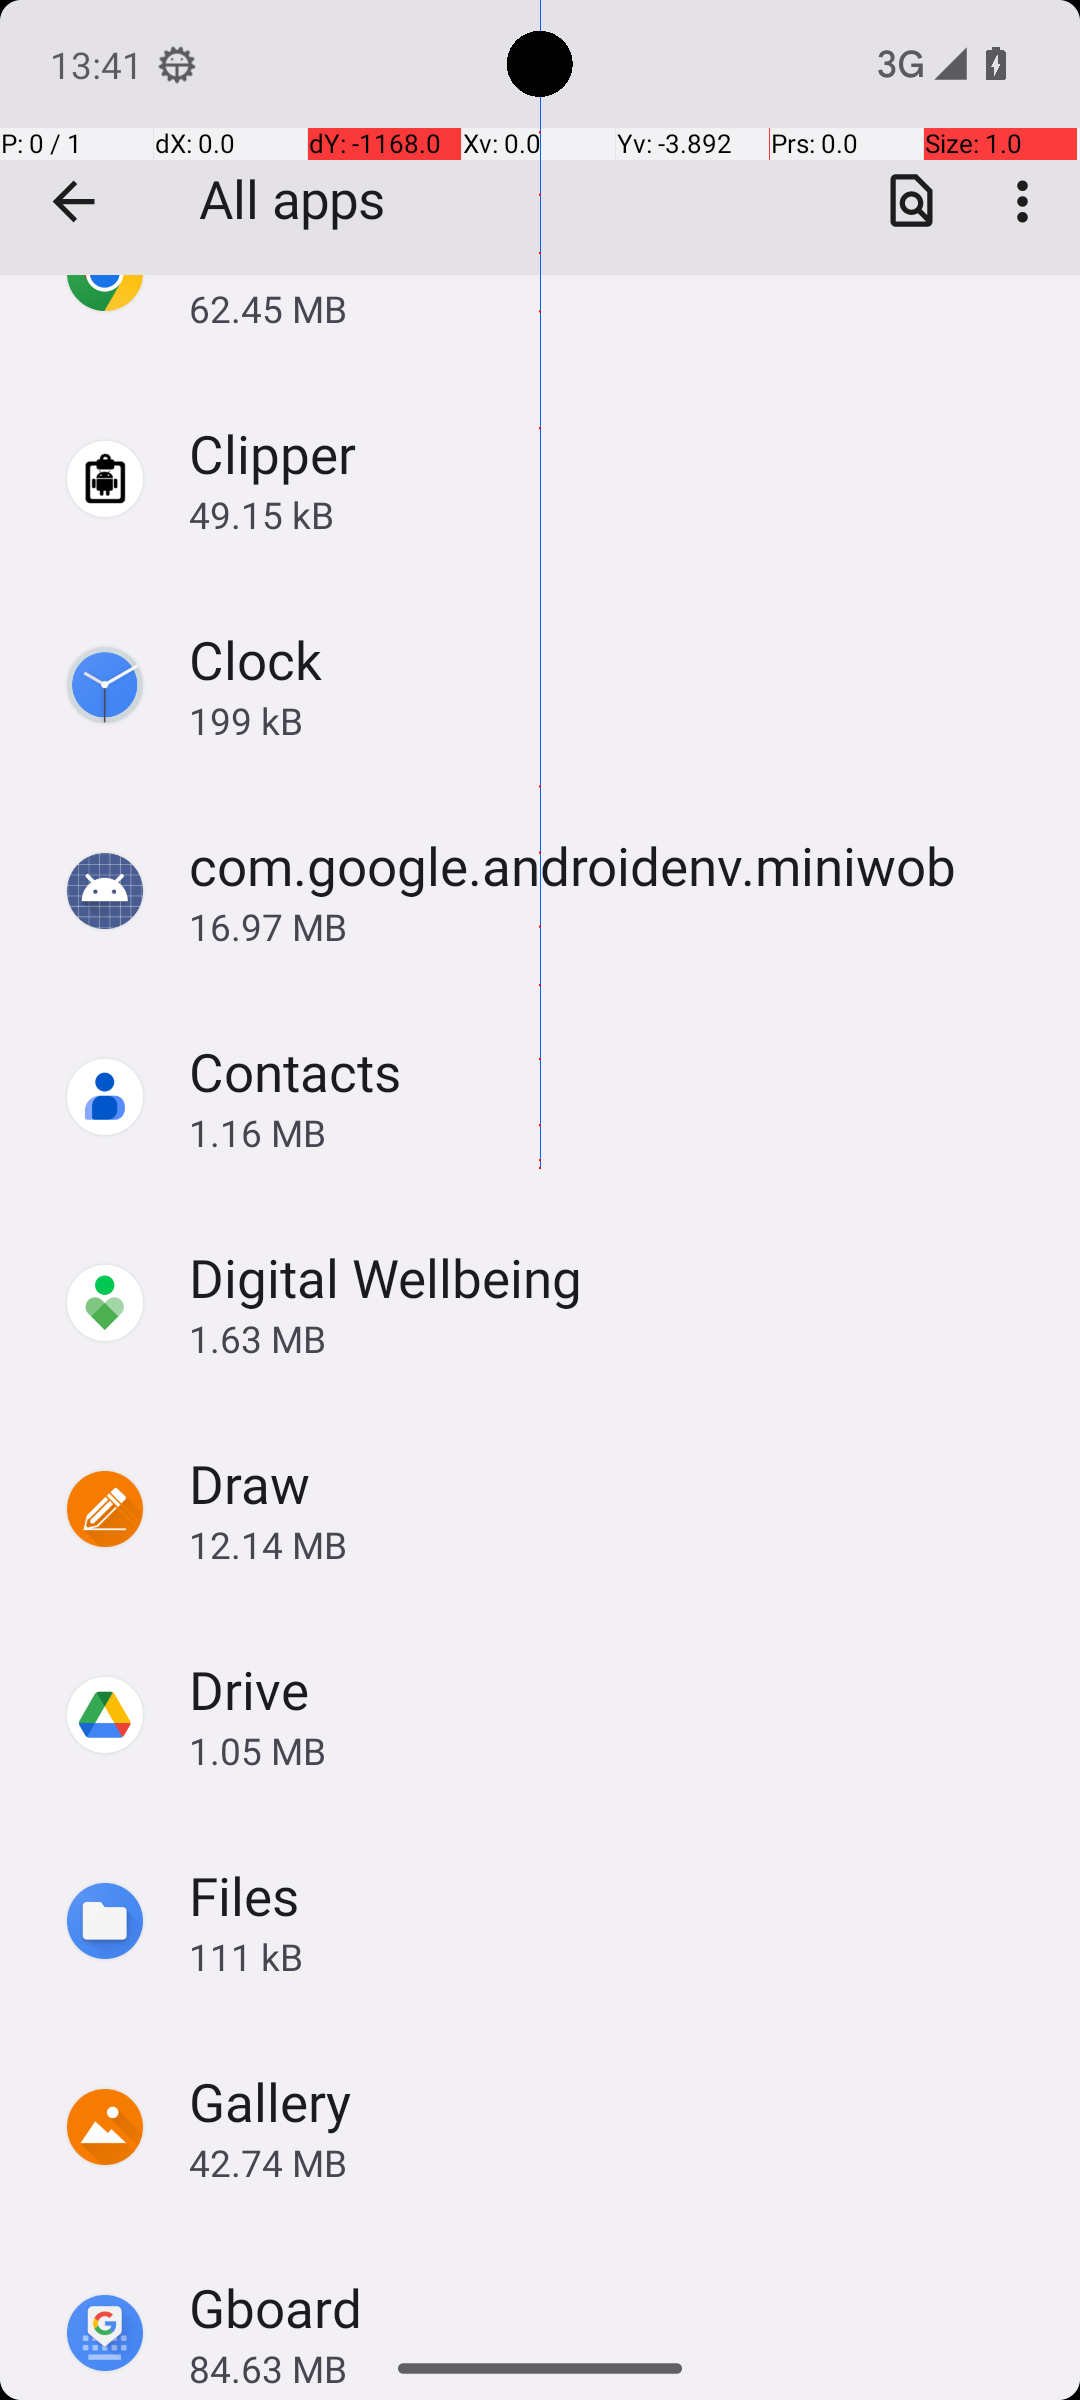 13:41
3G
P: 0 / 1 dX: 0.0 dY: -1168.0 Xv: 0.0 Yv: -3.892 Prs: 0.0 Size: 1.0
All apps
62.45 MB
Clipper
49.15 kB
Clock
199 kB
com.google.androidenv.miniwob
16.97 MB
Contacts
1.16 MB
Digital Wellbeing
1.63 MB
Draw
12.14 MB
Drive
1.05 MB
Files
111 kB
Gallery
42.74 MB
Gboard
84.63 MB